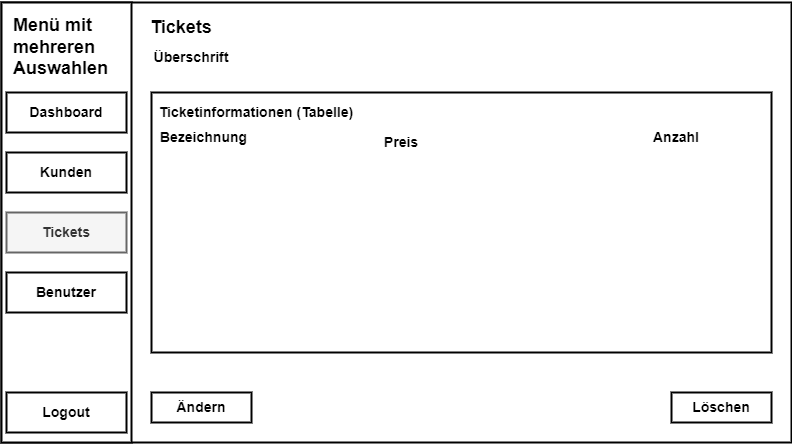 Menü mit
mehreren
Auswahlen
Dashboard
Kunden
Tickets
Benutzer
Logout
Tickets
Überschrift
Ticketinformationen (Tabelle)
Bezeichnung Preis Anzahl
Ändern Löschen